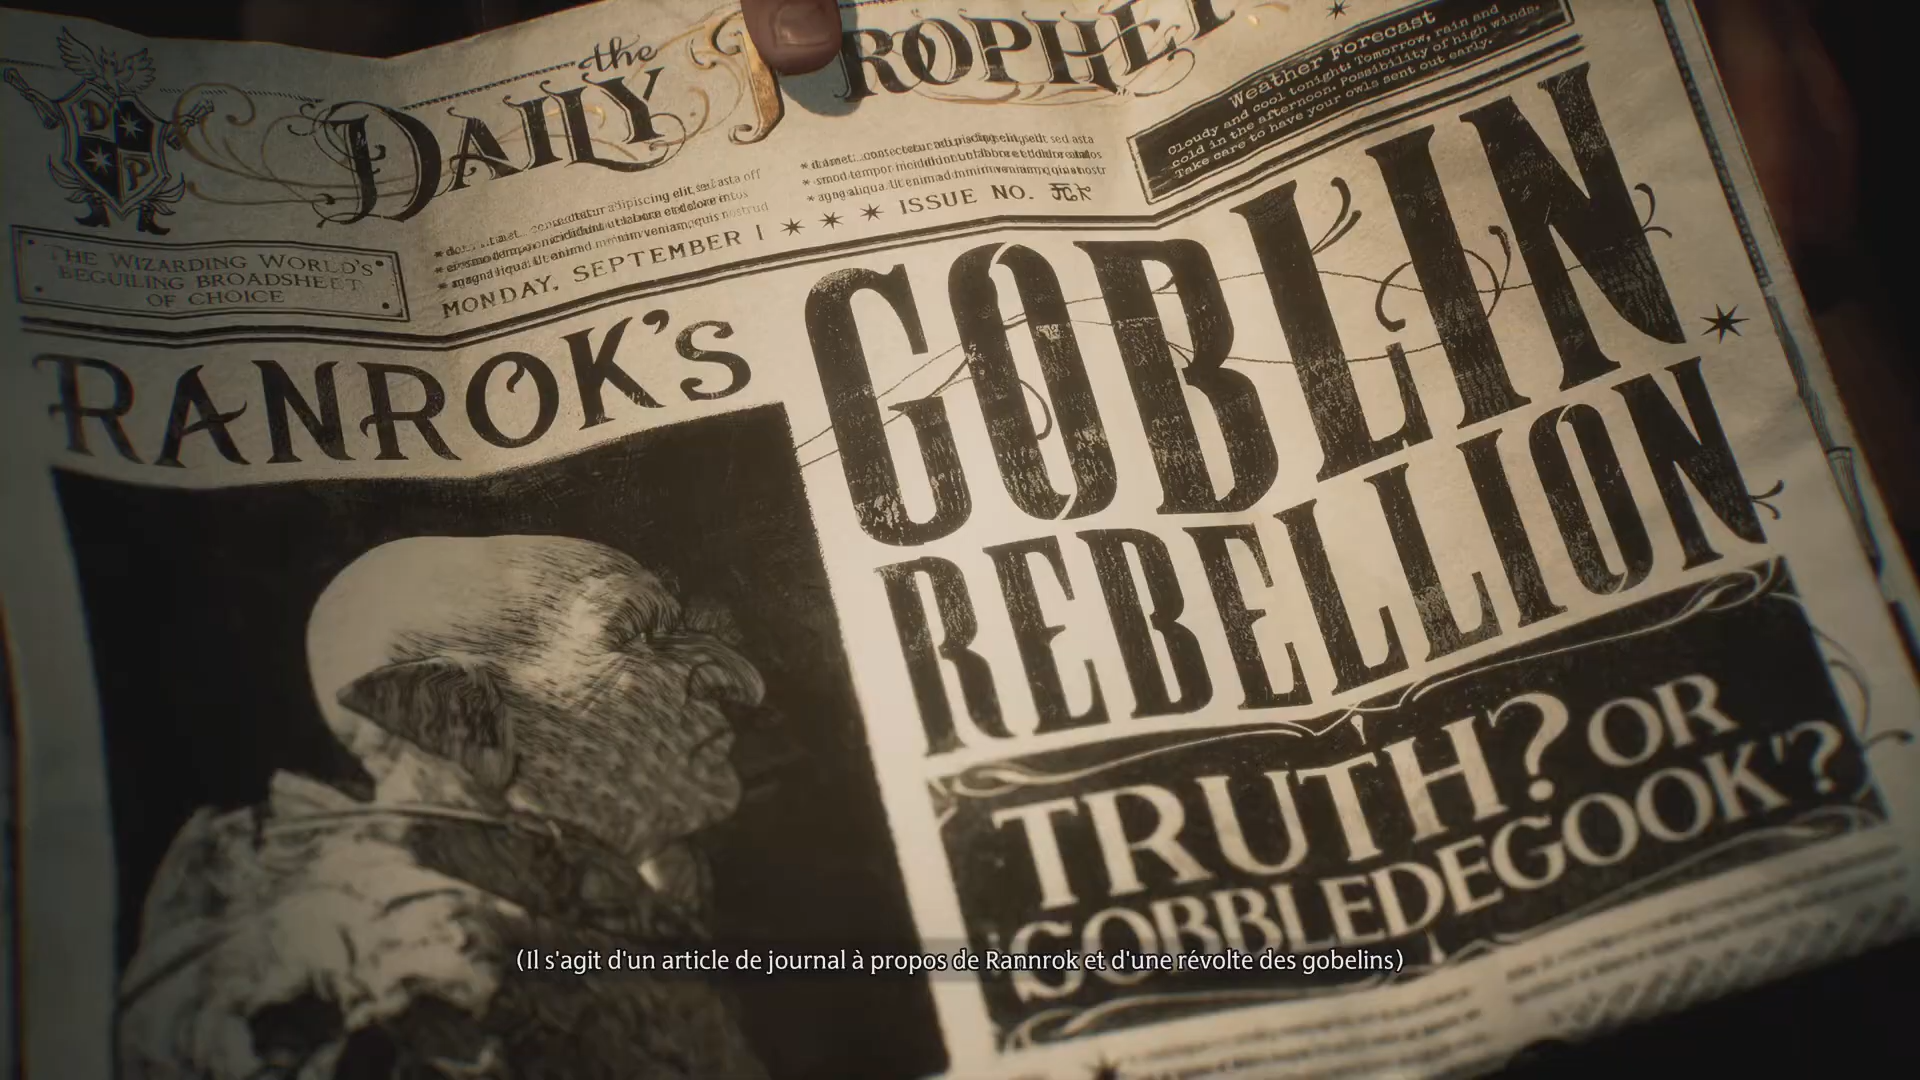 the
DAILY PROPHET
D P
Weather Forecast
Cloudy and cool tonight: Tomorrow, rain and
cold in the afternoon. Possibility of high winds.
Take care to have your owls sent out early.
THE WIZARDING WORLD'S
BEGUILING BROADSHEET
OF CHOICE
MONDAY, SEPTEMBER 1
ISSUE NO.
RANROK'S
GOBLIN
REBELLION
TRUTH? OR
'GOBBLEDEGOOK'?
(Il s'agit d'un article de journal à propos de Rannrok et d'une révolte des gobelins)